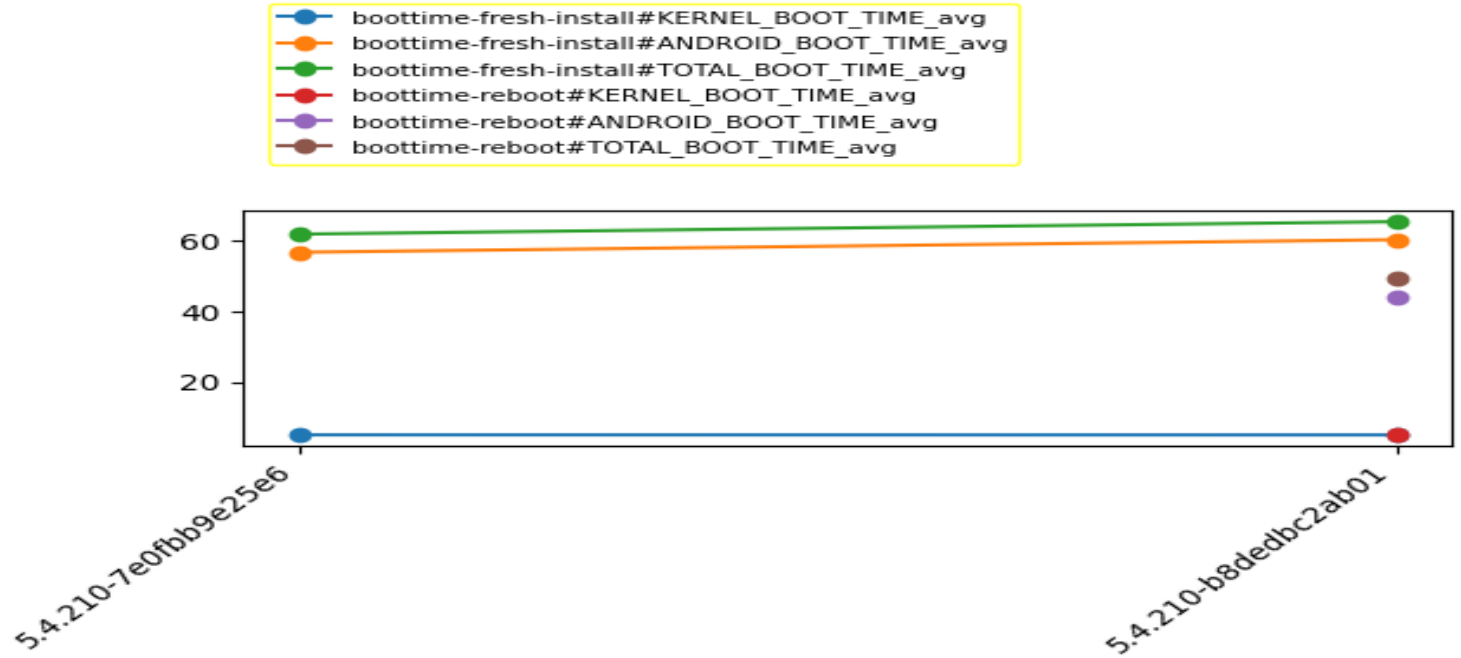 boottime-fresh-install#KERNEL_BOOT_TIME_avg
boottime-fresh-install#ANDROID_BOOT_TIME_avg
boottime-fresh-install#TOTAL_BOOT_TIME_avg
boottime-reboot#KERNEL_BOOT_TIME_avg
boottime-reboot#ANDROID_BOOT_TIME_avg
boottime-reboot#TOTAL_BOOT_TIME_avg
60
40
20
5.4.210-7e0fbb9e25e6
5.4.210-b8dedbc2ab01